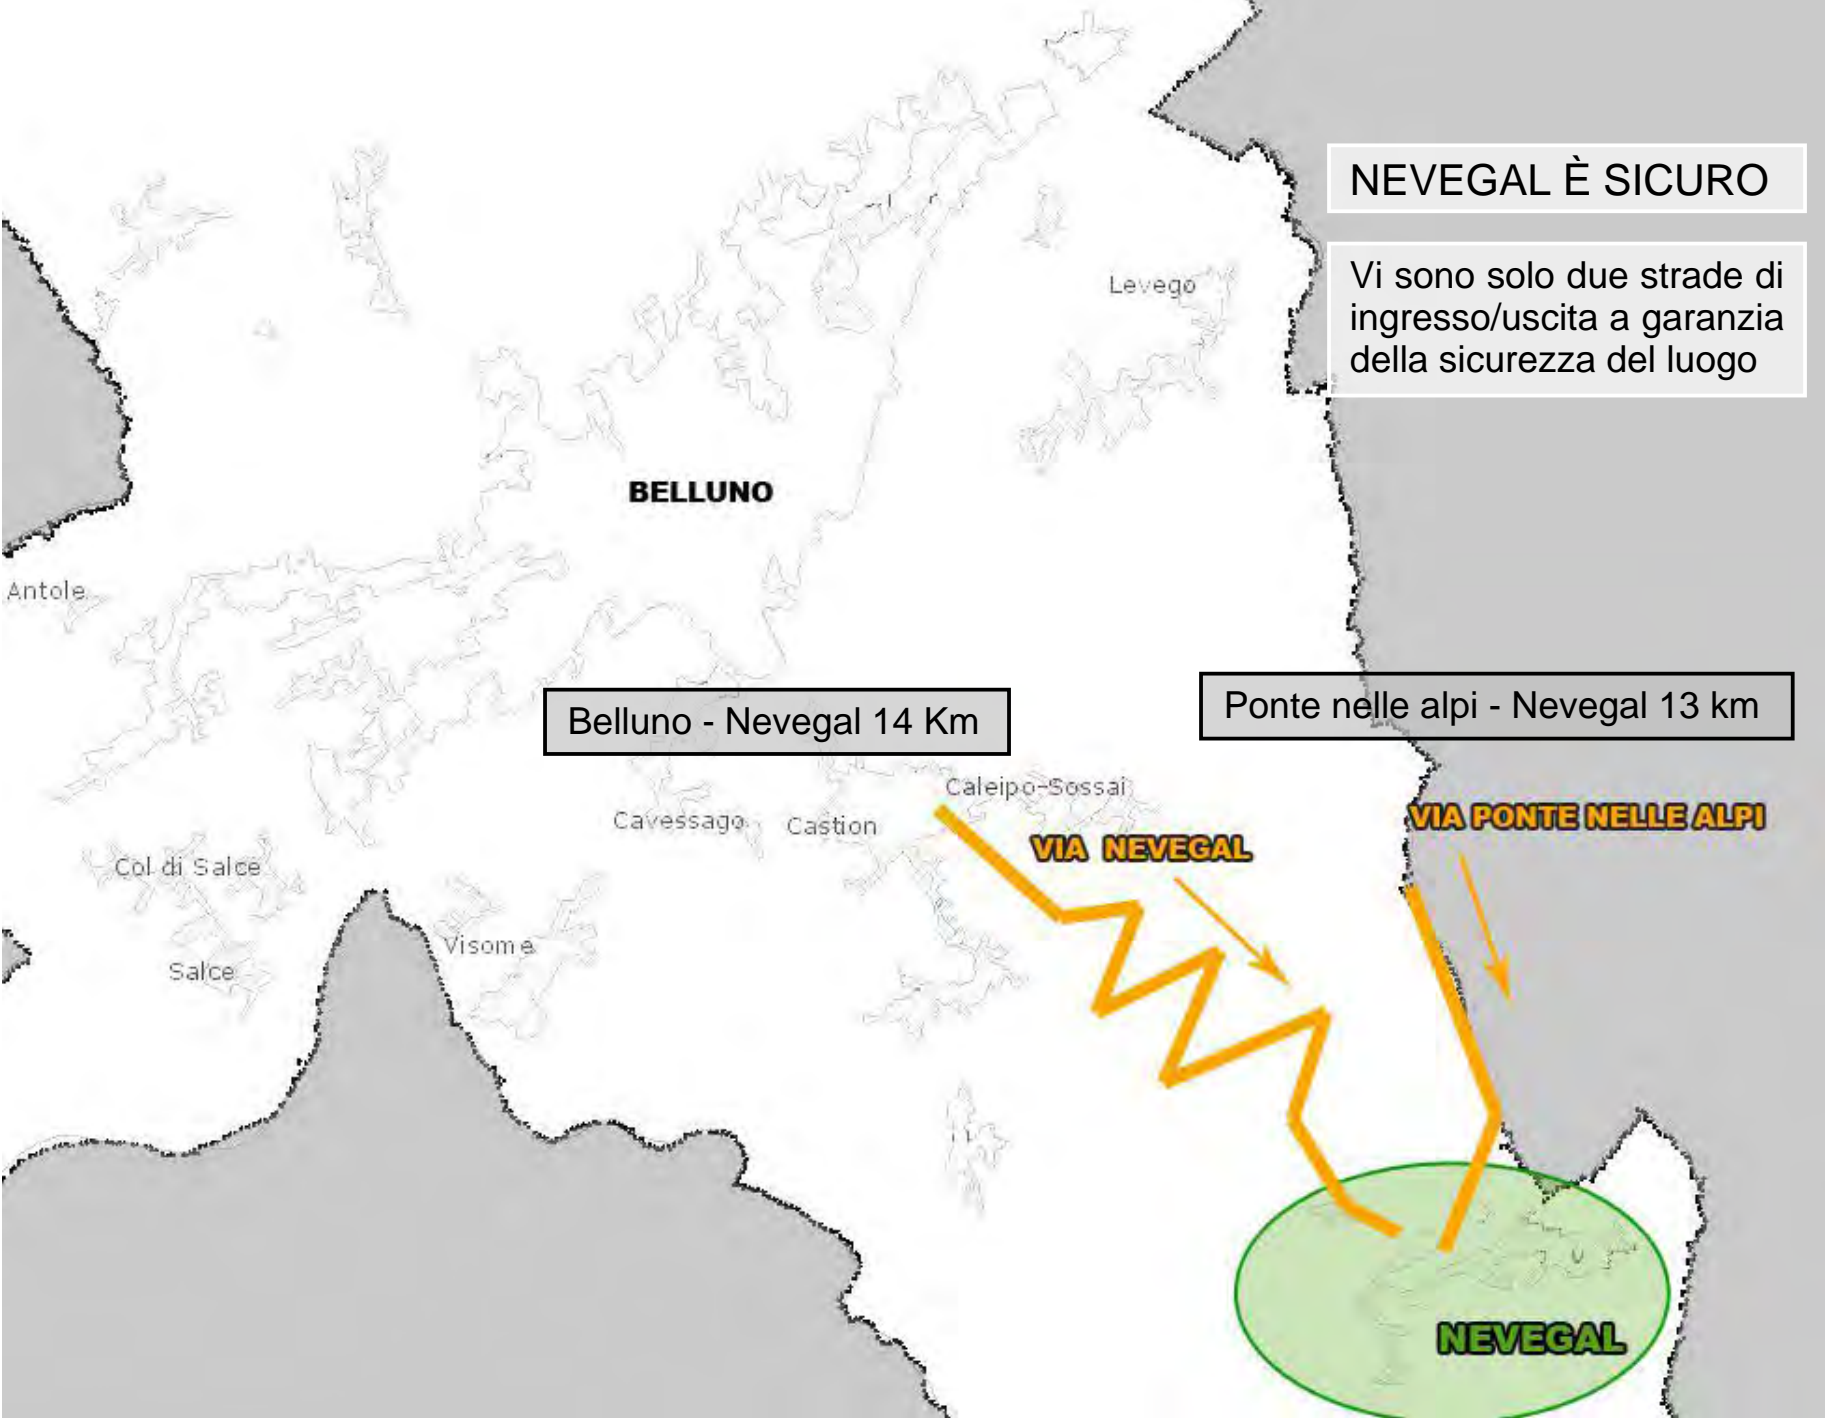 NEVEGAL È SICURO
Vi sono solo due strade di
ingresso/uscita a garanzia
della sicurezza del luogo
Levego
BELLUNO
Antole
Belluno - Nevegal 14 Km
Ponte nelle alpi - Nevegal 13 km
Caleipo-Sossai
Cavessago
Castion
VIA NEVEGAL
VIA PONTE NELLE ALPI
Col di Salce
Visome
Salce
NEVEGAL